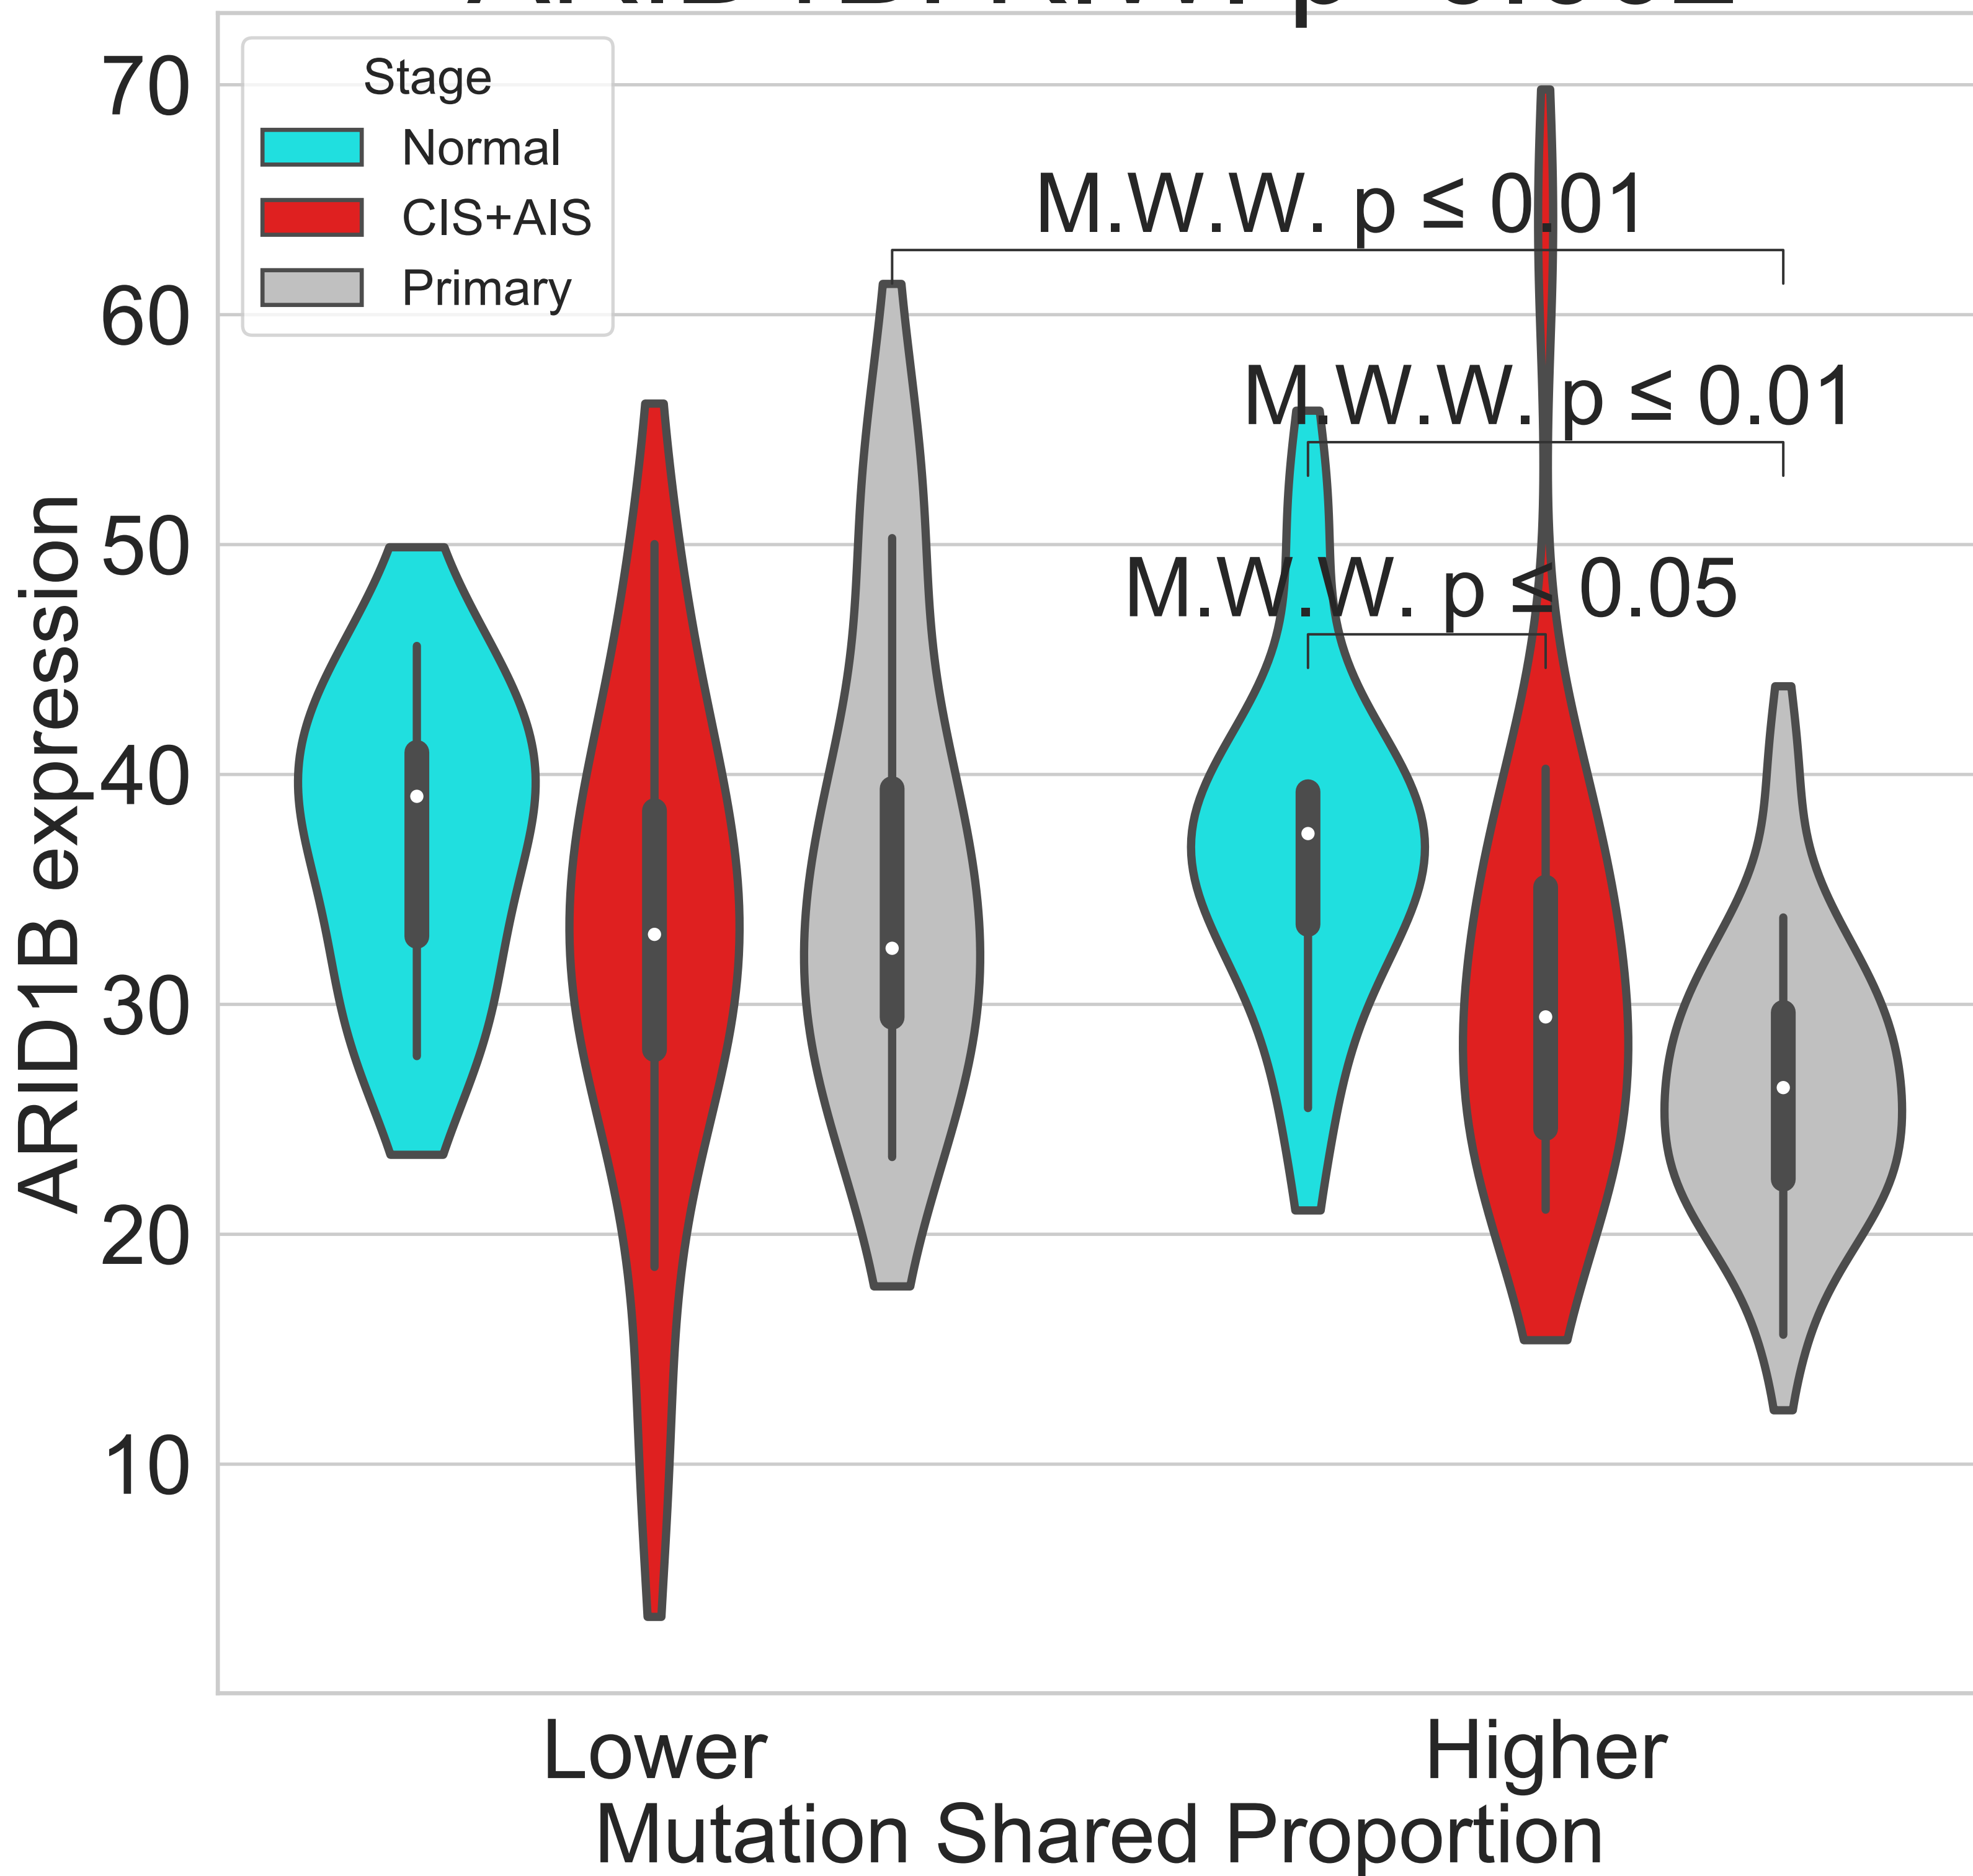 70
60
50
40
30
20
10
ARID1B expression
Stage
Normal
CIS+AIS
Primary
M.W.W. p ≤ 0.01
M.W.W. p ≤ 0.01
M.W.W. p ≤ 0.05
Lower
Higher
Mutation Shared Proportion